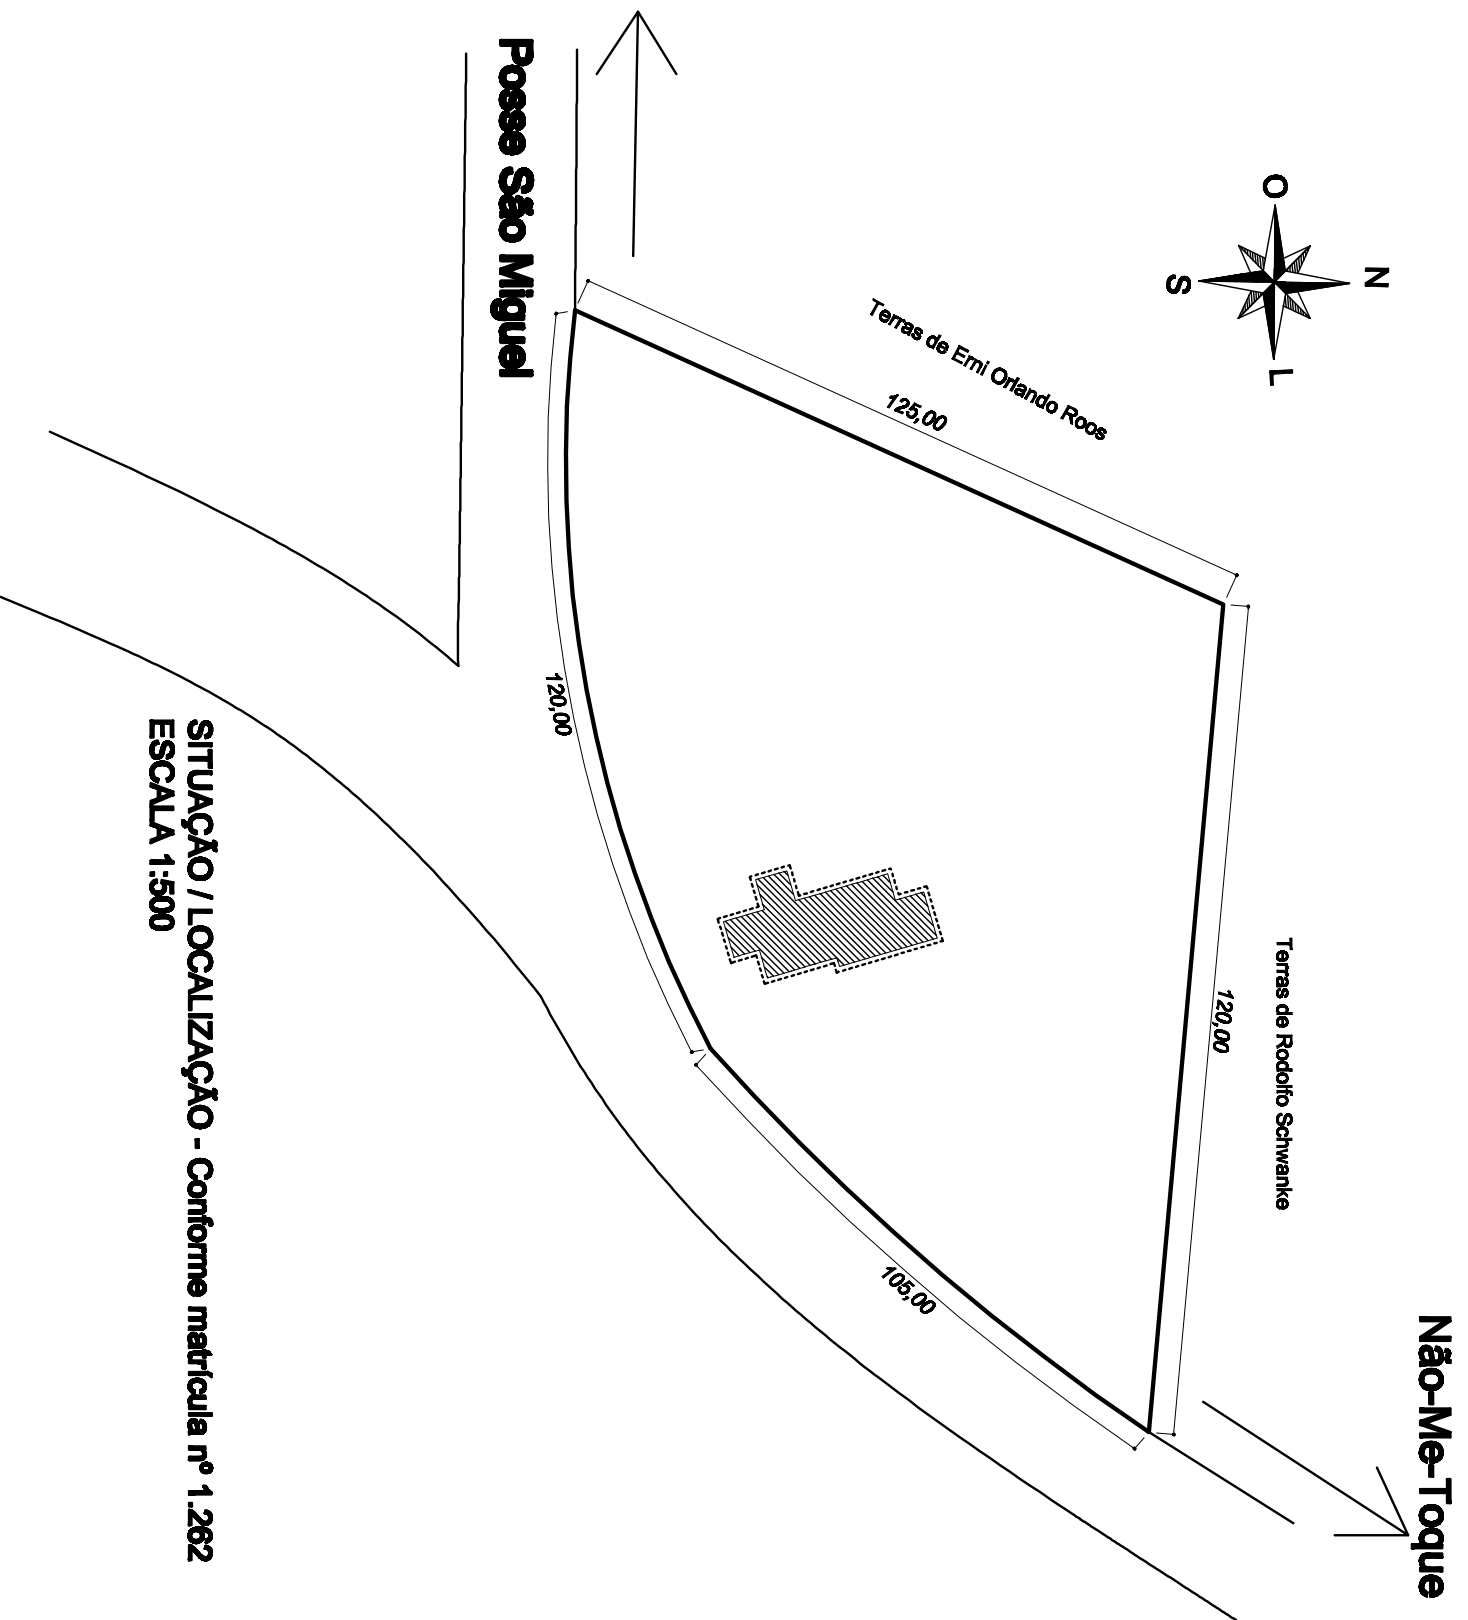 Não-Me-Toque
N
O
L
S
Terras de Rodolfo Schwanke
120,00
Terras de Erni Orlando Roos
125,00
105,00
120,00
Posse São Miguel
SITUAÇÃO / LOCALIZAÇÃO - Conforme matrícula nº 1.262
ESCALA 1:500